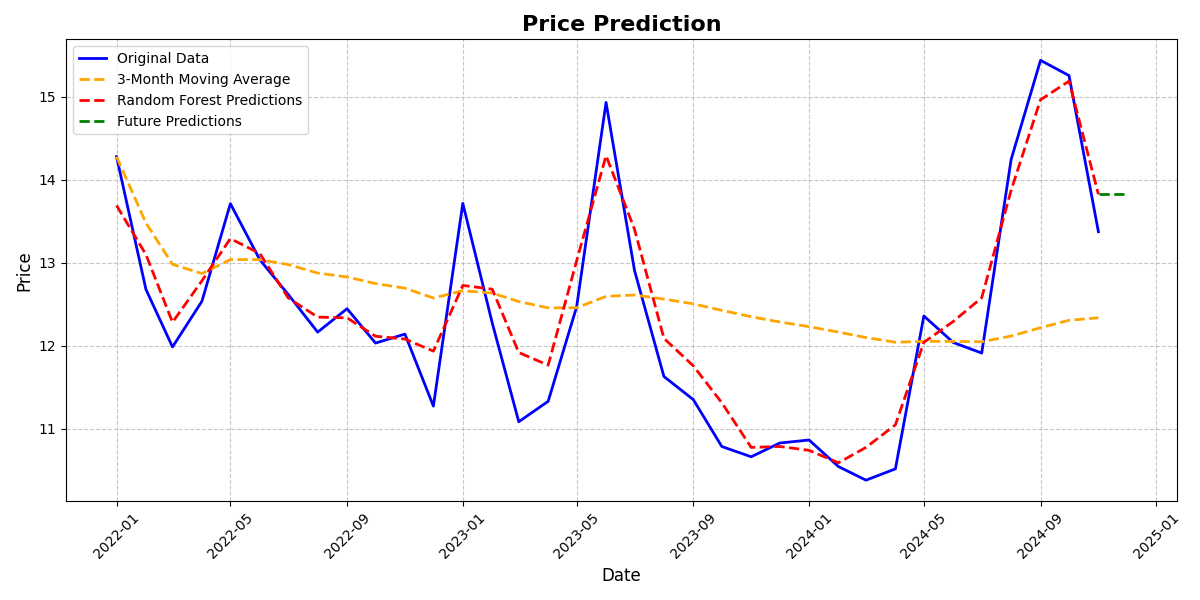 Price Prediction
Original Data
3-Month Moving Average
Random Forest Predictions
Future Predictions
Price
15
14
13
12
11
2022-01
2022-05
2022-09
2023-01
2023-05
2023-09
2024-01
2024-05
2024-09
2025-01
Date